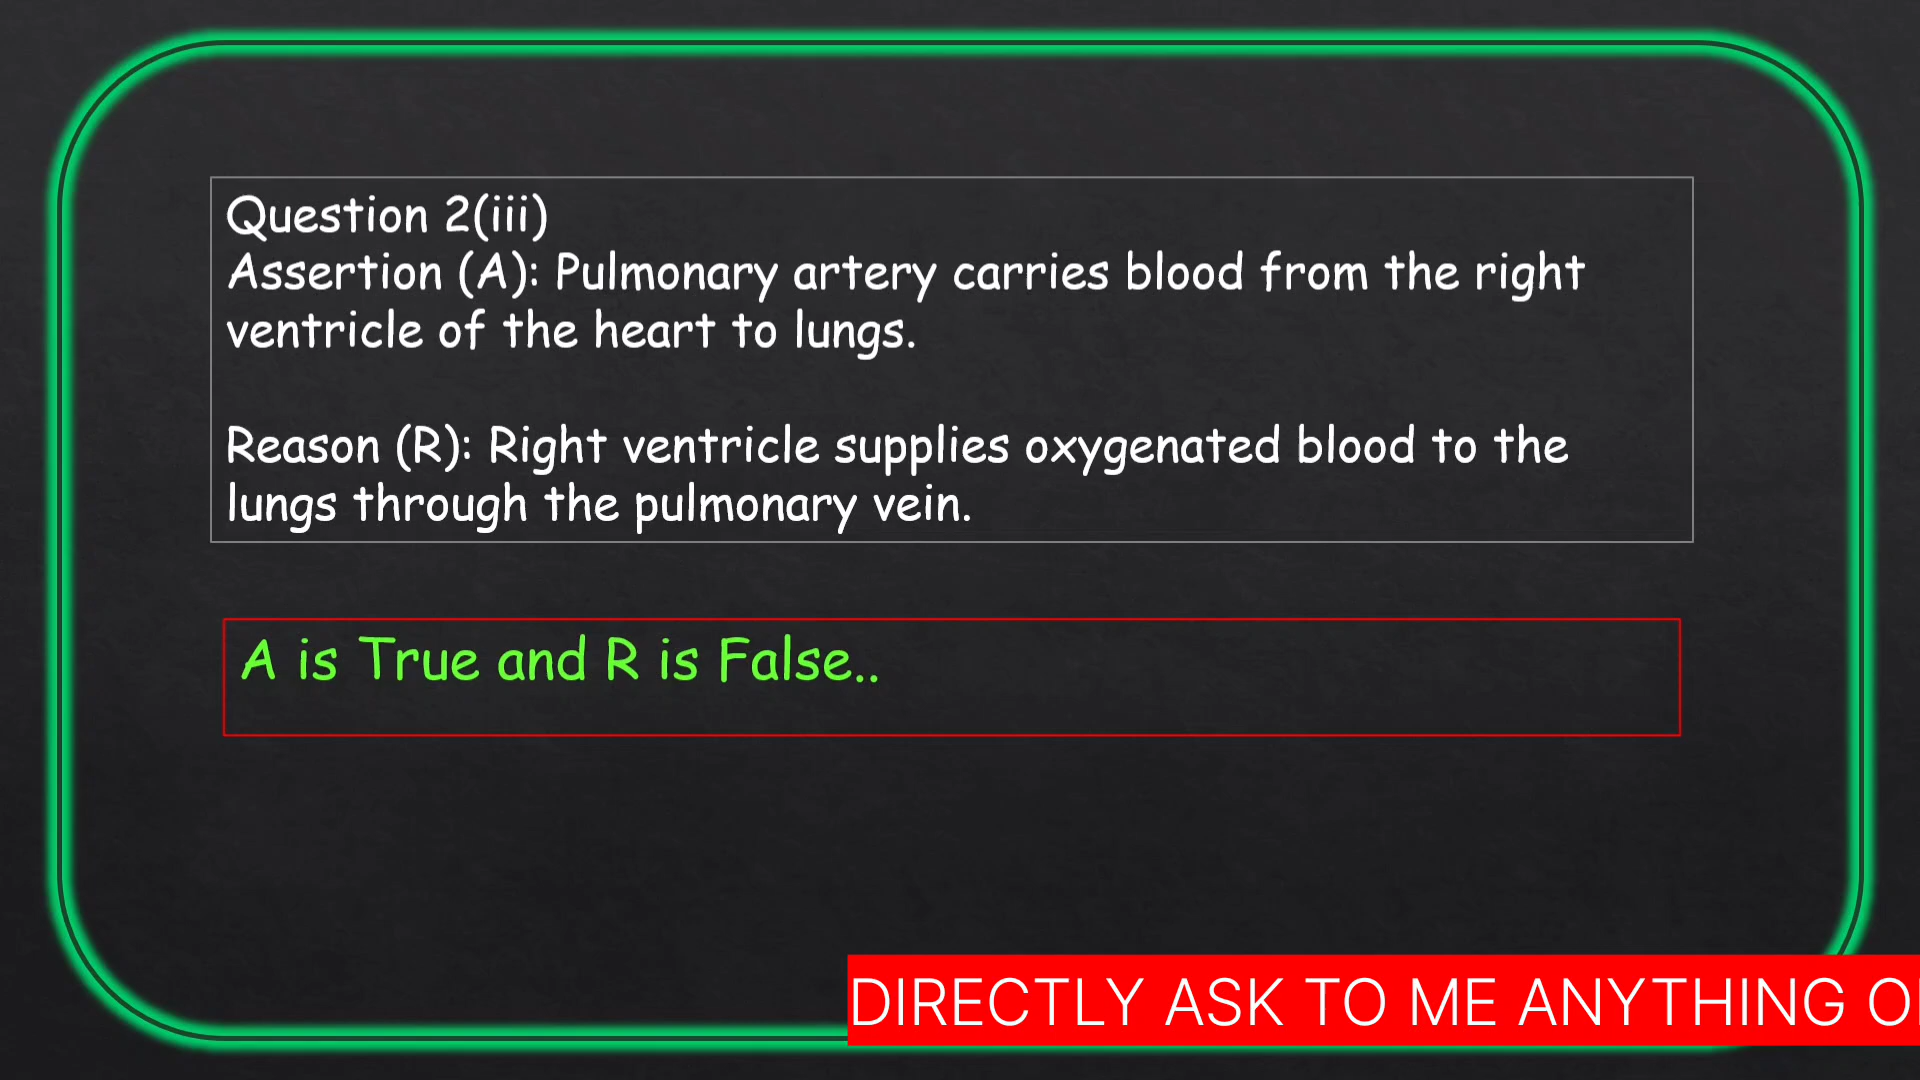 Question 2(iii)
Assertion (A): Pulmonary artery carries blood from the right
ventricle of the heart to lungs.
Reason (R): Right ventricle supplies oxygenated blood to the
lungs through the pulmonary vein.
A is True and R is False..
DIRECTLY ASK TO ME ANYTHING